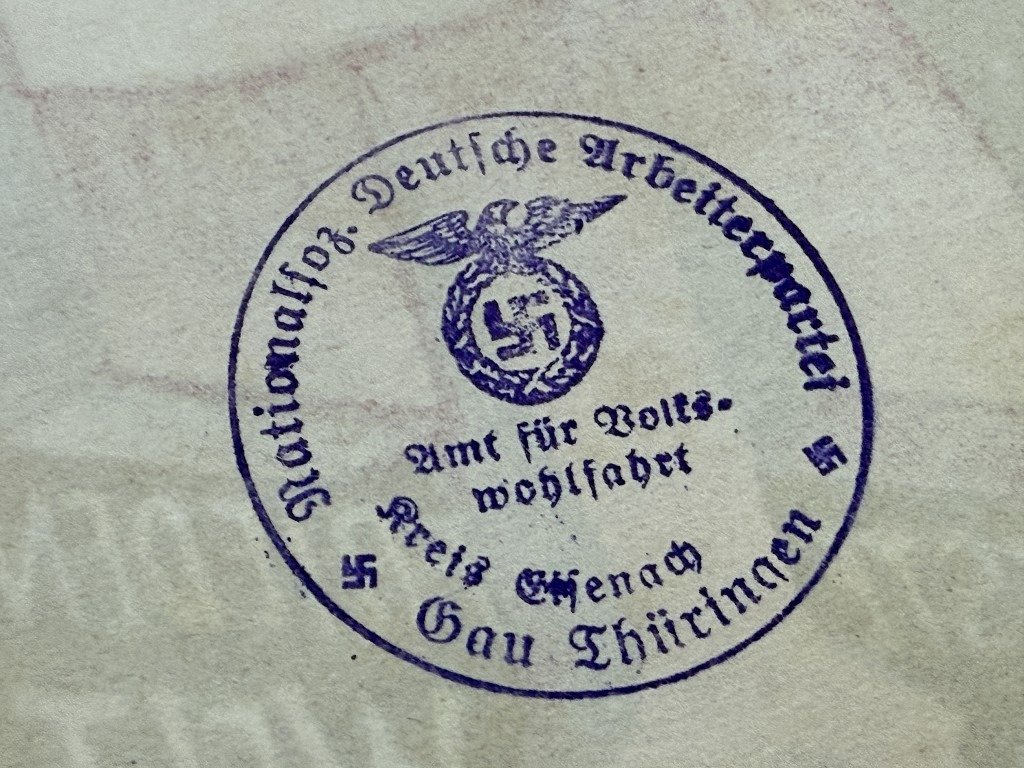 Nationalsoz. Deutsche Arbeiterpartei
Amt für Volks-
wohlfahrt
Kreis Eisenach
Gau Thüringen